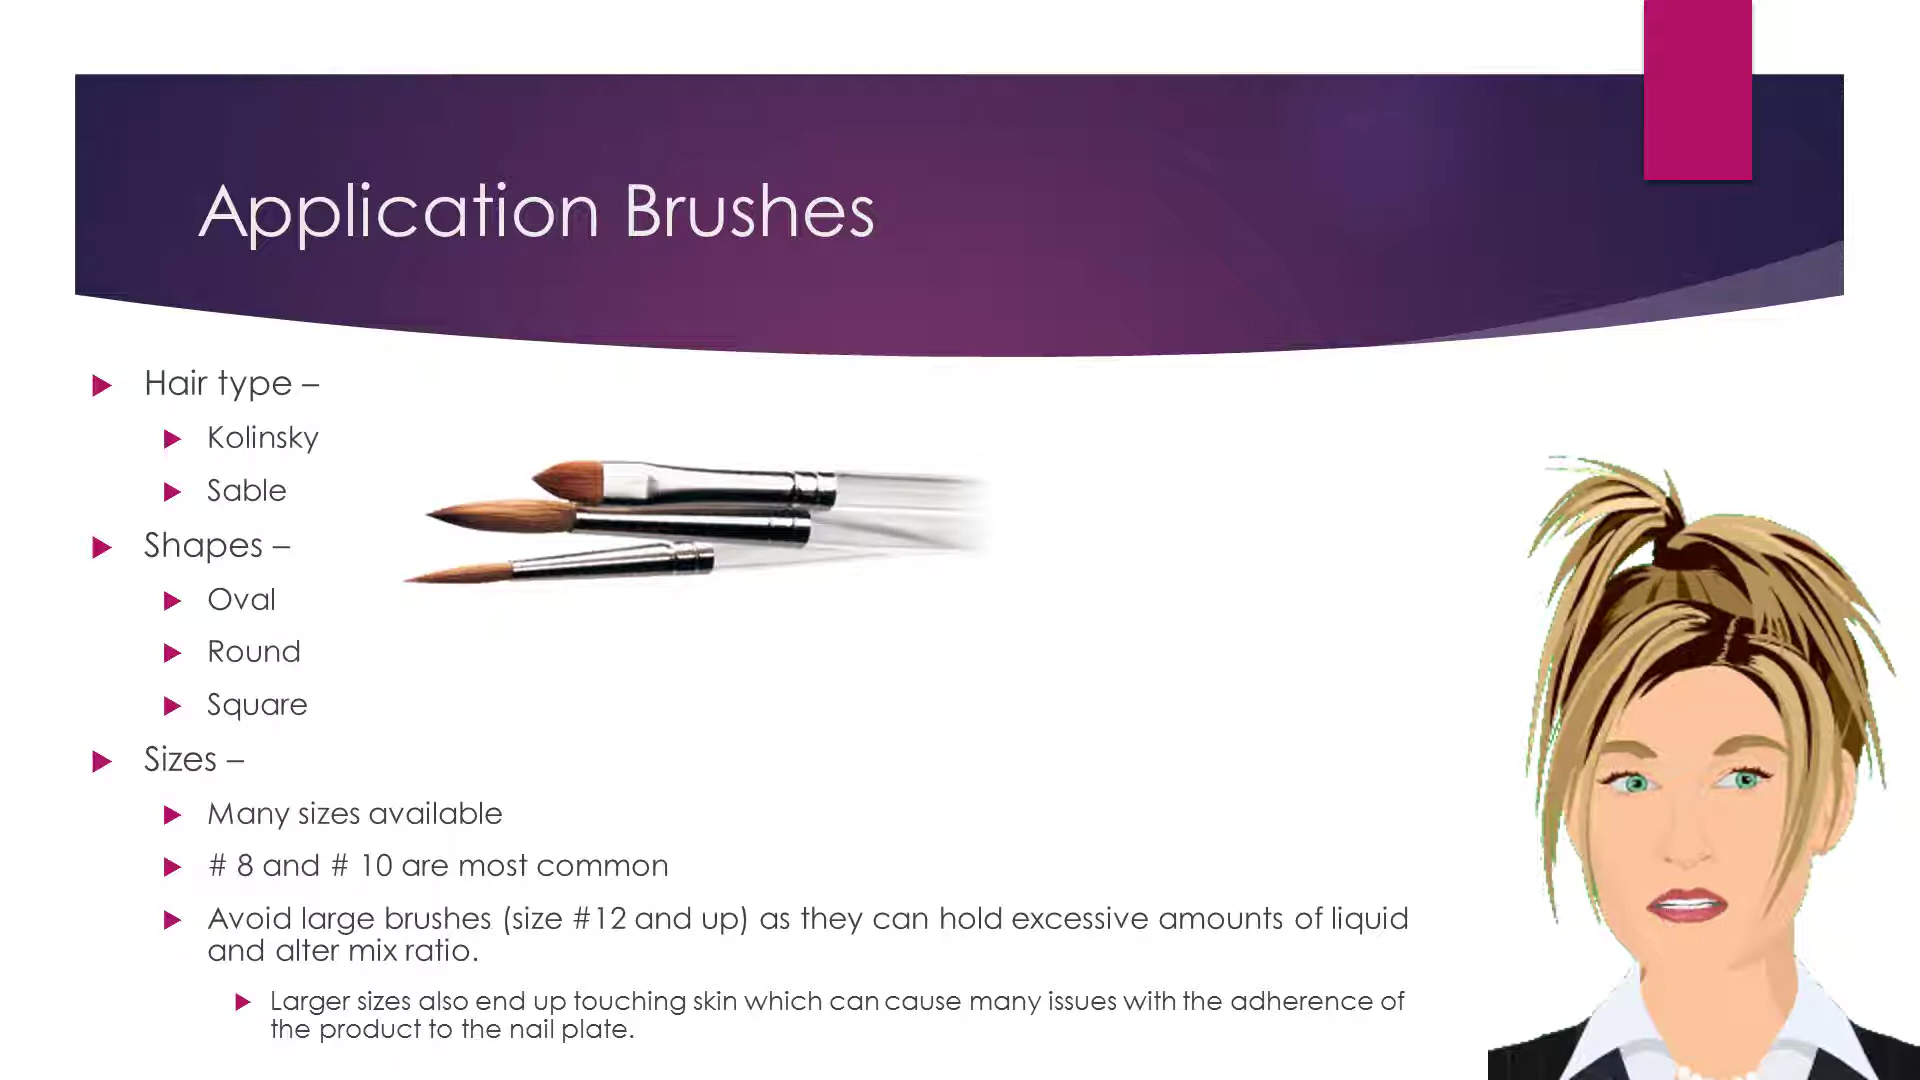 Application Brushes
Hair type –
Kolinsky
Sable
Shapes –
Oval
Round
Square
Sizes –
Many sizes available
# 8 and # 10 are most common
Avoid large brushes (size #12 and up) as they can hold excessive amounts of liquid
and alter mix ratio.
Larger sizes also end up touching skin which can cause many issues with the adherence of
the product to the nail plate.